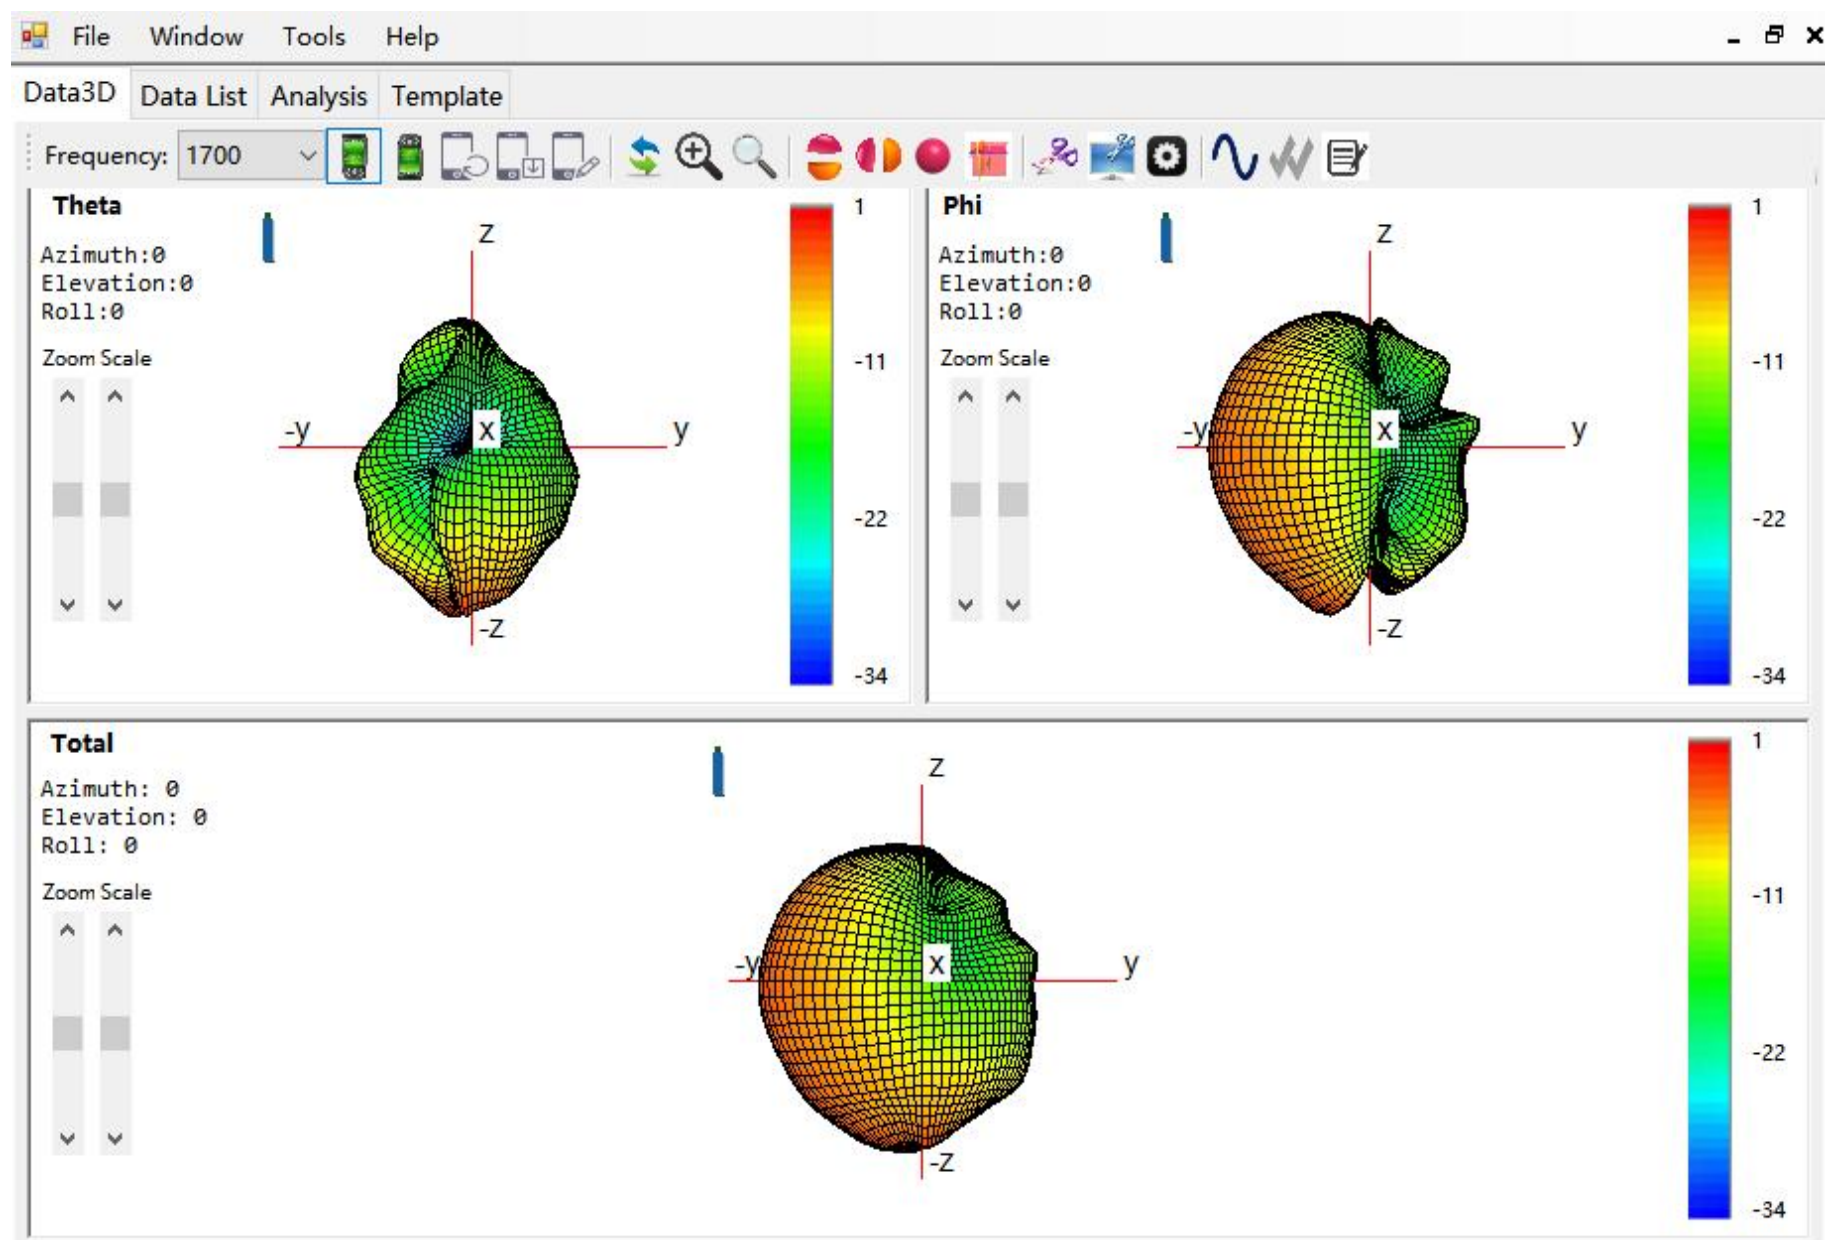 File Window Tools Help
Data3D Data List Analysis Template
Frequency: 1700
Theta
Azimuth:0
Elevation:0
Roll:0
Zoom Scale
z
-y
x
y
-z
1
-11
-22
-34
Phi
Azimuth:0
Elevation:0
Roll:0
Zoom Scale
z
-y
x
y
-z
1
-11
-22
-34
Total
Azimuth: 0
Elevation: 0
Roll: 0
Zoom Scale
z
-y
x
y
-z
1
-11
-22
-34